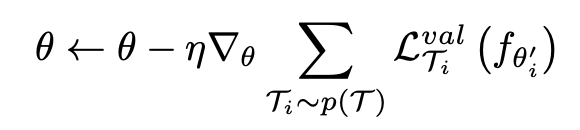 θ ← θ − η∇_θ ∑_{𝒯_i∼p(𝒯)} ℒ^{val}_{𝒯_i} (f_{θ′_i})